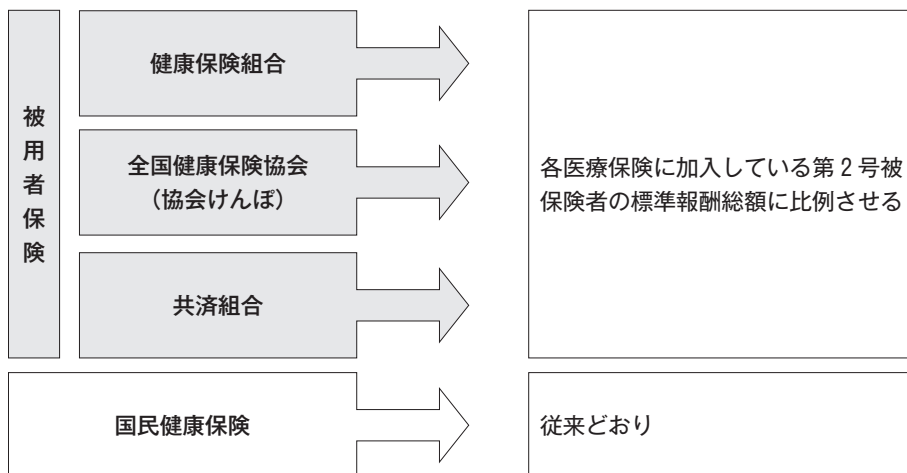 被用者保険
健康保険組合
全国健康保険協会
（協会けんぽ）
共済組合
各医療保険に加入している第２号被
保険者の標準報酬総額に比例させる
国民健康保険
従来どおり